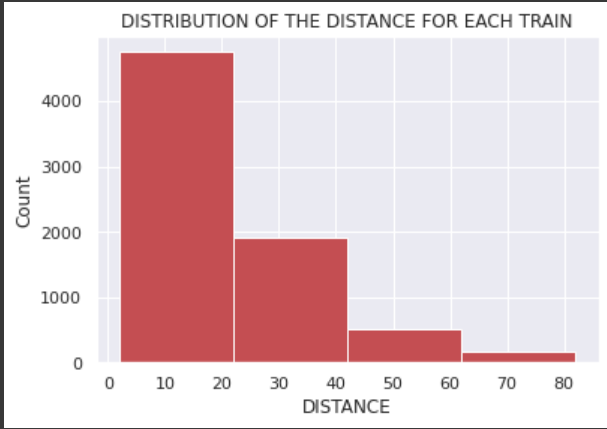 DISTRIBUTION OF THE DISTANCE FOR EACH TRAIN
4000
3000
2000
1000
0
Count
0 10 20 30 40 50 60 70 80
DISTANCE